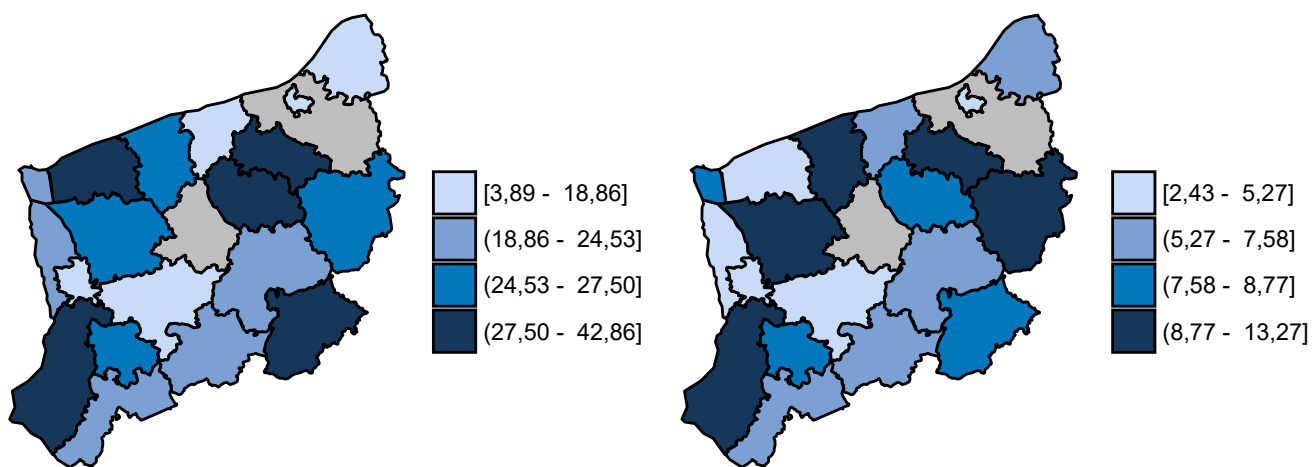 [3,89 - 18,86]
(18,86 - 24,53]
(24,53 - 27,50]
(27,50 - 42,86]
[2,43 - 5,27]
(5,27 - 7,58]
(7,58 - 8,77]
(8,77 - 13,27]